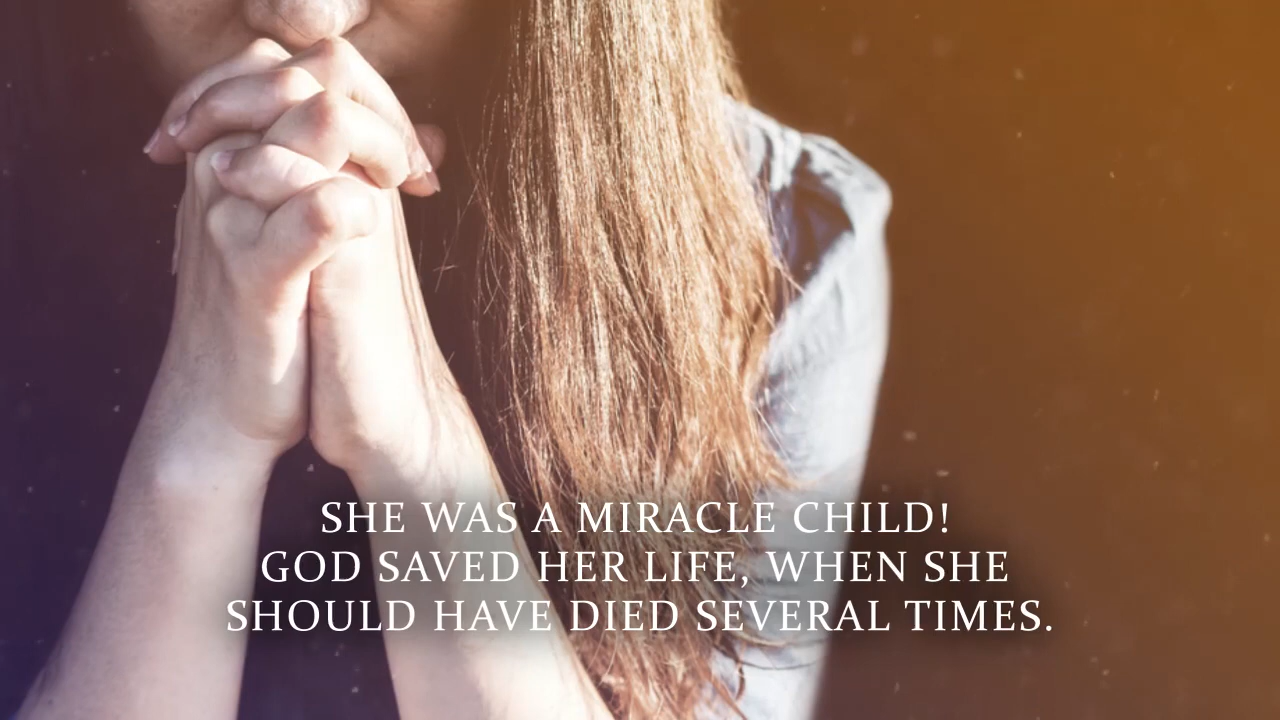 SHE WAS A MIRACLE CHILD!
GOD SAVED HER LIFE, WHEN SHE
SHOULD HAVE DIED SEVERAL TIMES.